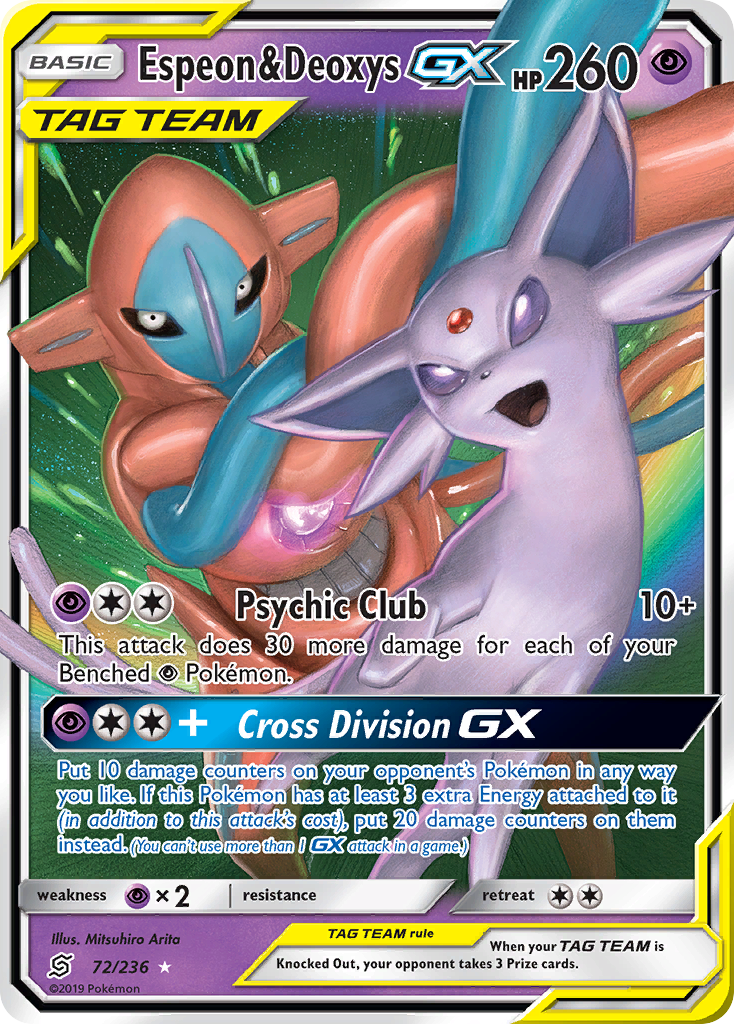 BASIC Espeon&Deoxys GX HP260
TAG TEAM
Psychic Club 10+
This attack does 30 more damage for each of your
Benched Pokémon.
+ Cross Division GX
Put 10 damage counters on your opponent's Pokémon in any way
you like. If this Pokémon has at least 3 extra Energy attached to it
(in addition to this attack's cost), put 20 damage counters on them
instead. (You can't use more than 1 GX attack in a game.)
weakness ×2 resistance retreat
Illus. Mitsuhiro Arita
72/236
©2019 Pokémon
TAG TEAM rule
When your TAG TEAM is
Knocked Out, your opponent takes 3 Prize cards.